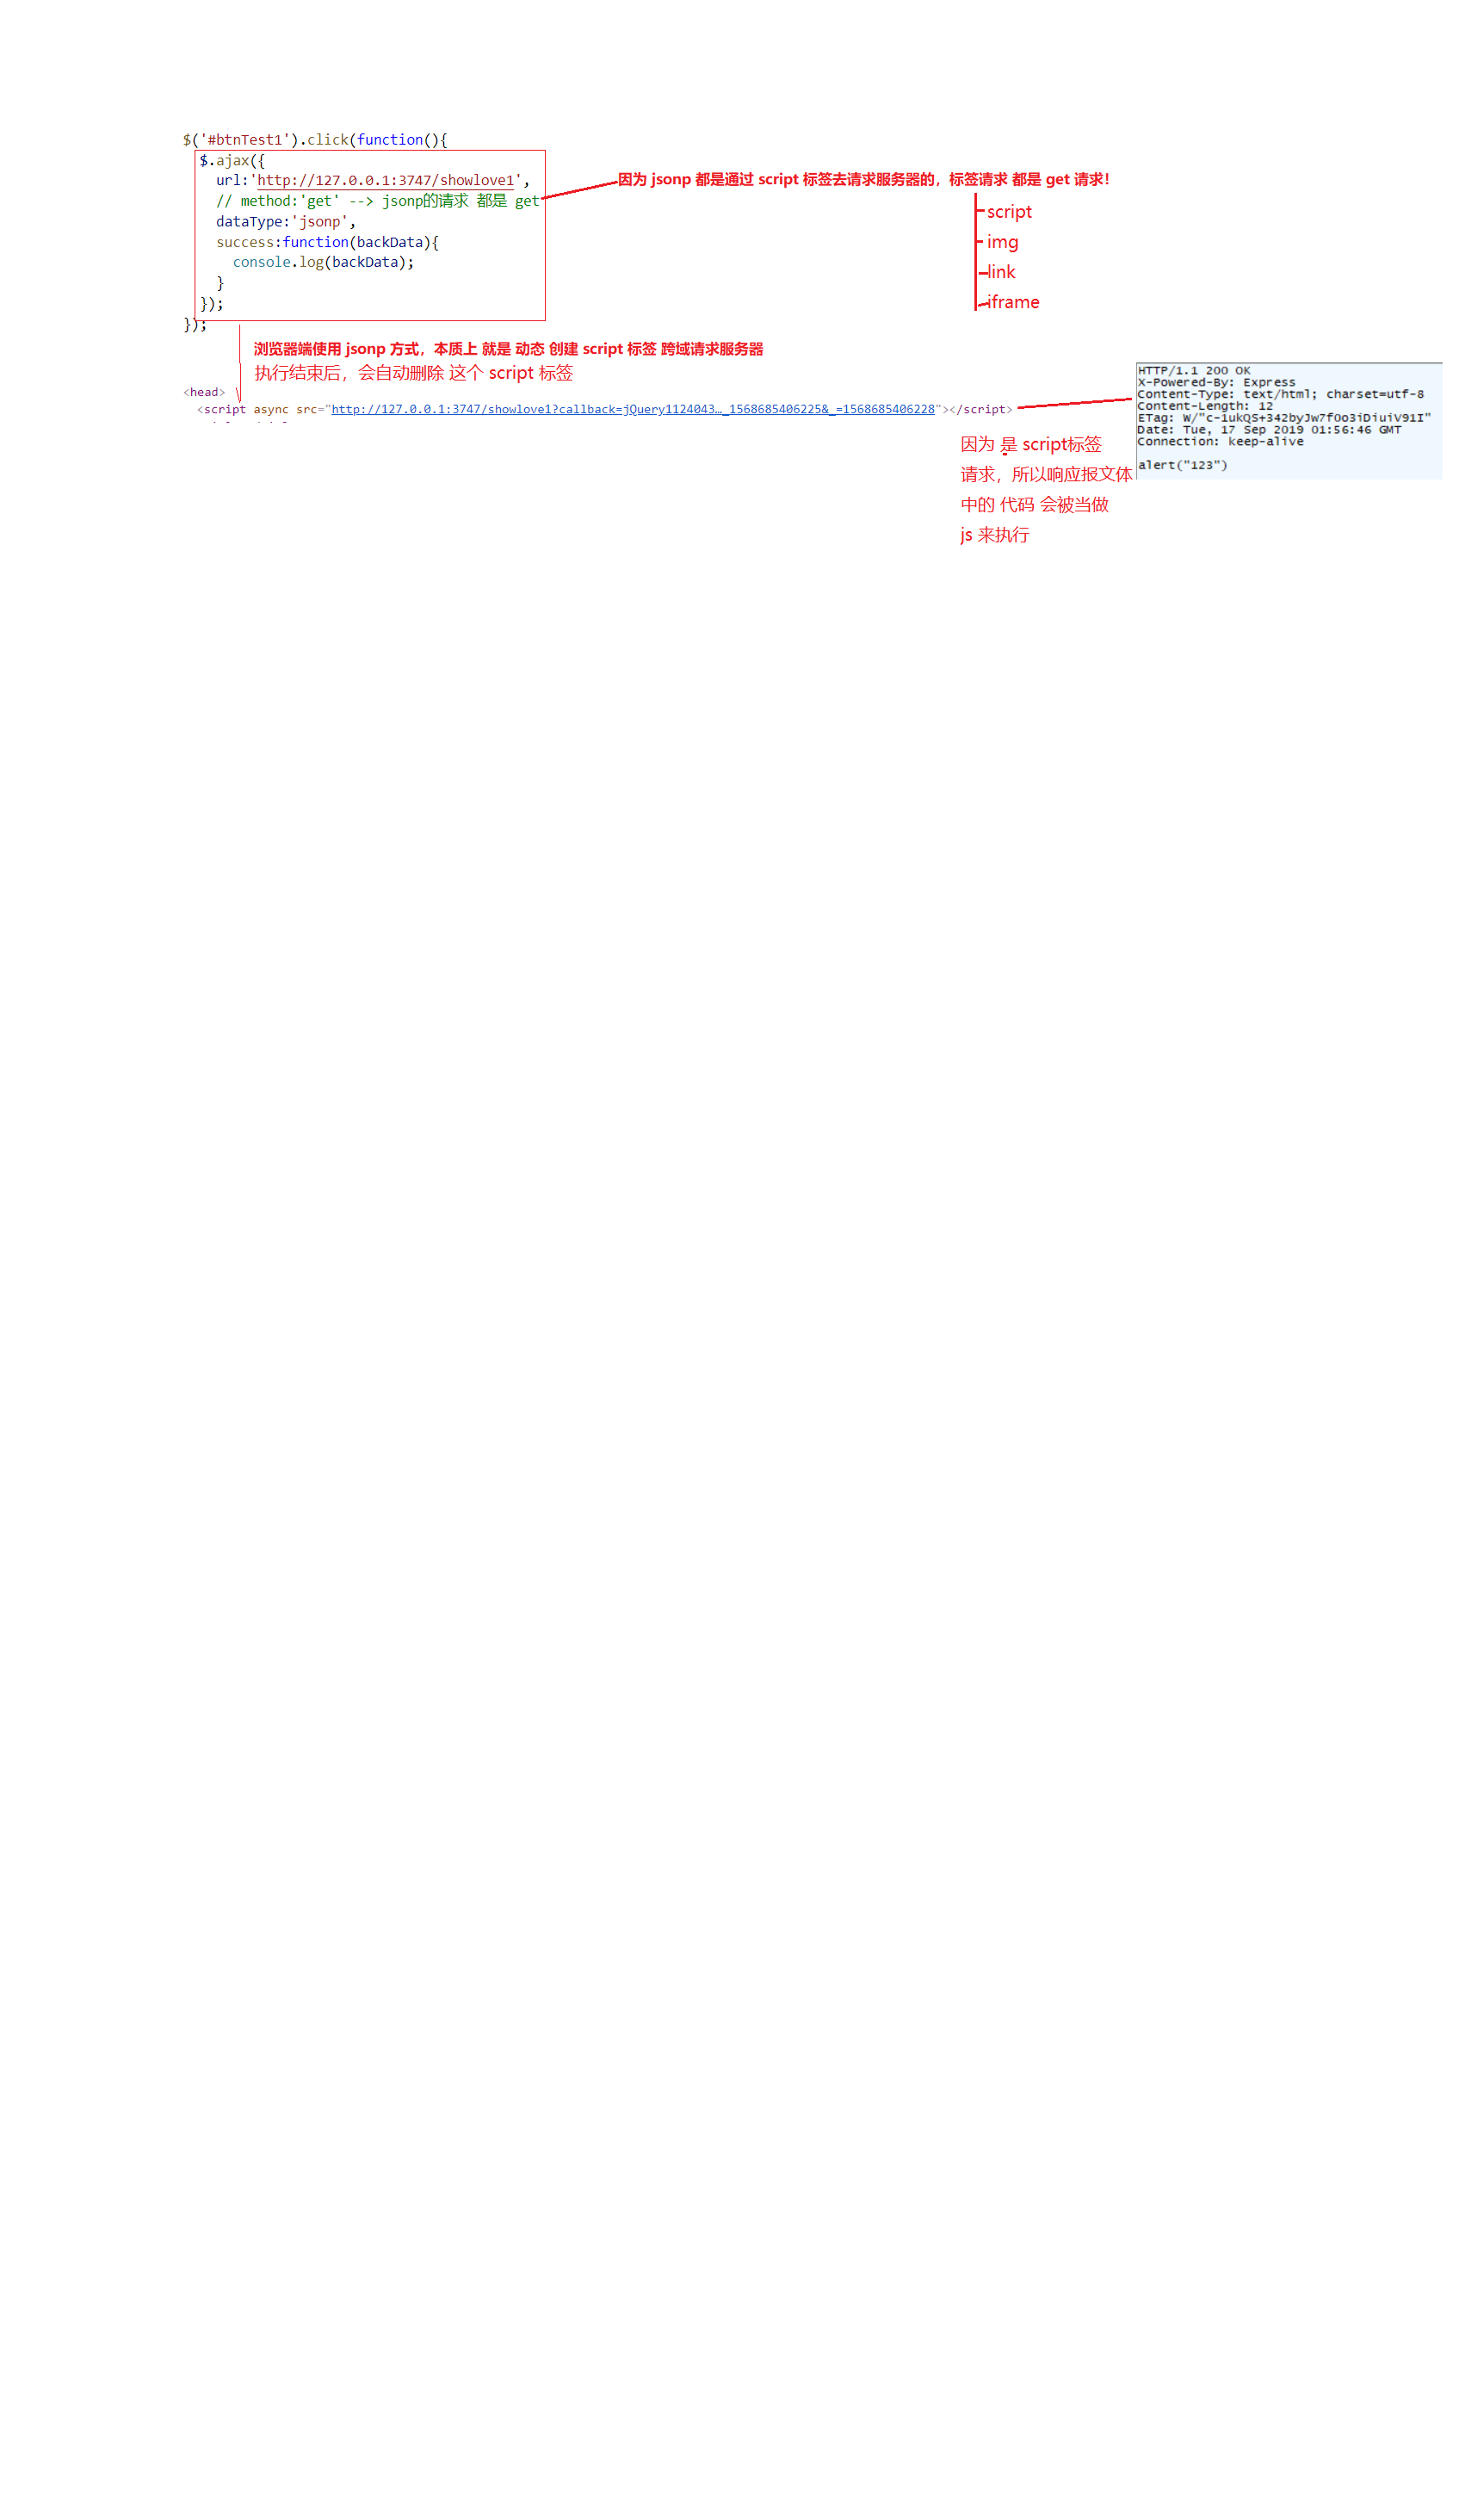 $('#btnTest1').click(function(){
$.ajax({
url:'http://127.0.0.1:3747/showlove1',
// method:'get' --> jsonp的请求 都是 get
dataType:'jsonp',
success:function(backData){
console.log(backData);
}
});
});
因为 jsonp 都是通过 script 标签去请求服务器的，标签请求 都是 get 请求！
script
img
link
iframe
浏览器端使用 jsonp 方式，本质上 就是 动态 创建 script 标签 跨域请求服务器
执行结束后，会自动删除 这个 script 标签
<head>
<script async src="http://127.0.0.1:3747/showlove1?callback=jQuery1124043…_1568685406225&_=1568685406228"></script>
因为 是 script标签
请求，所以响应报文体
中的 代码 会被当做
js 来执行
HTTP/1.1 200 OK
X-Powered-By: Express
Content-Type: text/html; charset=utf-8
Content-Length: 12
ETag: W/"c-1ukQS+342byJw7fOo3iDiuiV91I"
Date: Tue, 17 Sep 2019 01:56:46 GMT
Connection: keep-alive
alert("123")